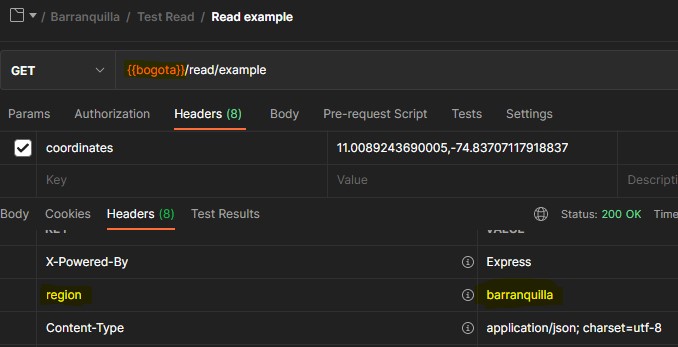 / Barranquilla / Test Read / Read example
GET {{bogota}}/read/example
Params Authorization Headers (8) Body Pre-request Script Tests Settings
coordinates 11.0089243690005,-74.83707117918837
Key Value Descripti
Body Cookies Headers (8) Test Results Status: 200 OK Time
KEY VALUE
X-Powered-By Express
region barranquilla
Content-Type application/json; charset=utf-8